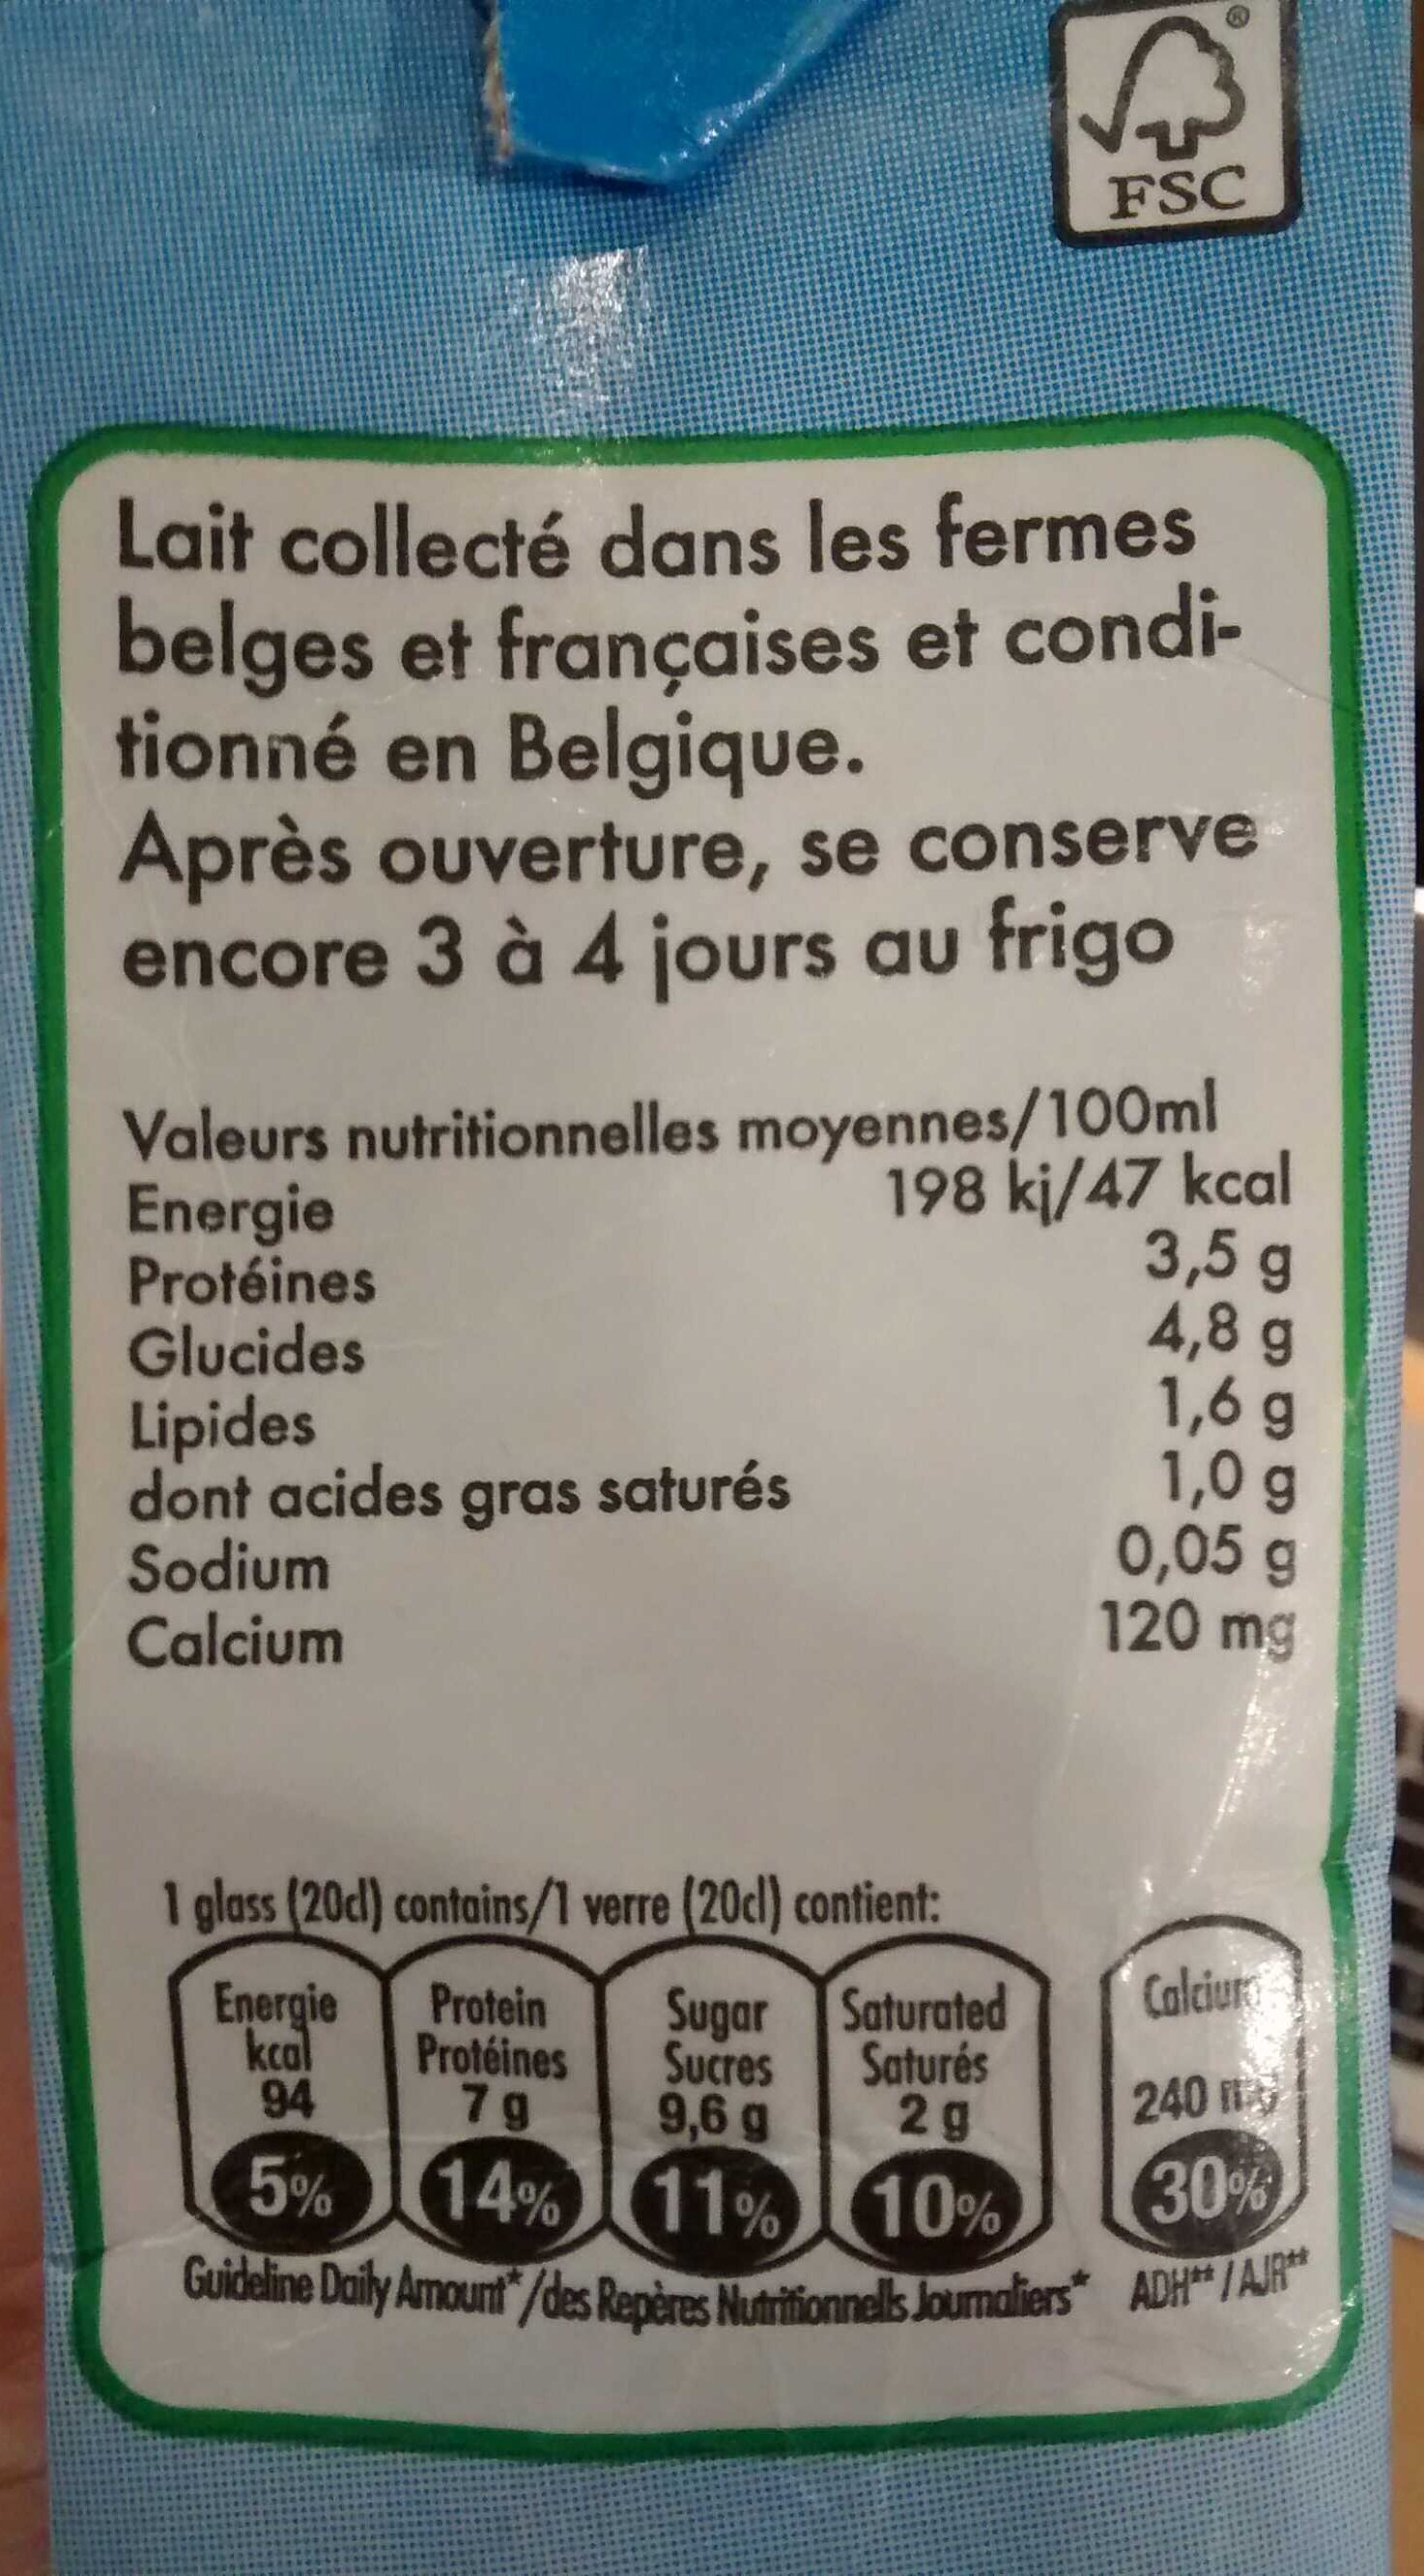 ®
FSC
Lait collecté dans les fermes
belges et françaises et condi-
tionné en Belgique.
Après ouverture, se conserve
encore 3 à 4 jours au frigo
Valeurs nutritionnelles moyennes/100ml
Energie 198 kj/47 kcal
Protéines 3,5 g
Glucides 4,8 g
Lipides 1,6 g
dont acides gras saturés 1,0 g
Sodium 0,05 g
Calcium 120 mg
1 glass (20cl) contains/1 verre (20cl) contient:
Energie Protein Sugar Saturated Calcium
kcal Protéines Sucres Saturés
94 7 g 9,6 g 2 g 240 mg
5% 14% 11% 10% 30%
Guideline Daily Amount*/des Repères Nutritionnells Journaliers* ADH**/AJR**